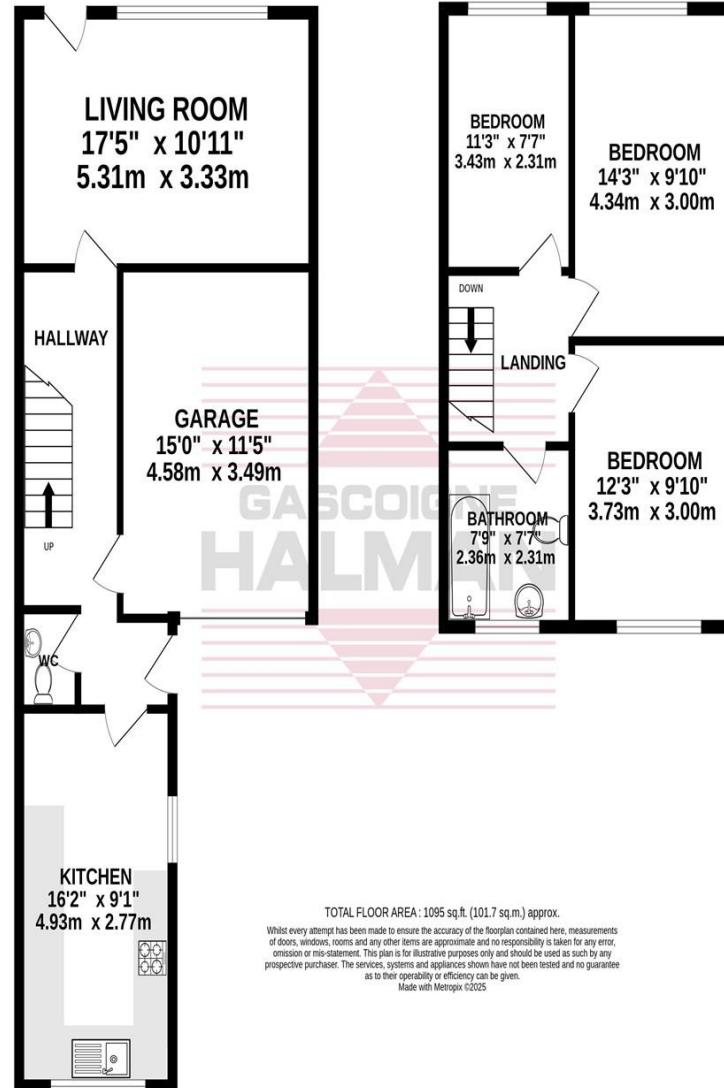 LIVING ROOM
17'5" x 10'11"
5.31m x 3.33m
HALLWAY
GARAGE
15'0" x 11'5"
4.58m x 3.49m
UP
WC
KITCHEN
16'2" x 9'1"
4.93m x 2.77m
BEDROOM
11'3" x 7'7"
3.43m x 2.31m
BEDROOM
14'3" x 9'10"
4.34m x 3.00m
DOWN
LANDING
BEDROOM
12'3" x 9'10"
3.73m x 3.00m
BATHROOM
7'9" x 7'7"
2.36m x 2.31m
GASCOIGNE
HALMAN
TOTAL FLOOR AREA : 1095 sq.ft. (101.7 sq.m.) approx.
Whilst every attempt has been made to ensure the accuracy of the floorplan contained here, measurements
of doors, windows, rooms and any other items are approximate and no responsibility is taken for any error,
omission or mis-statement. This plan is for illustrative purposes only and should be used as such by any
prospective purchaser. The services, systems and appliances shown have not been tested and no guarantee
as to their operability or efficiency can be given.
Made with Metropix ©2025